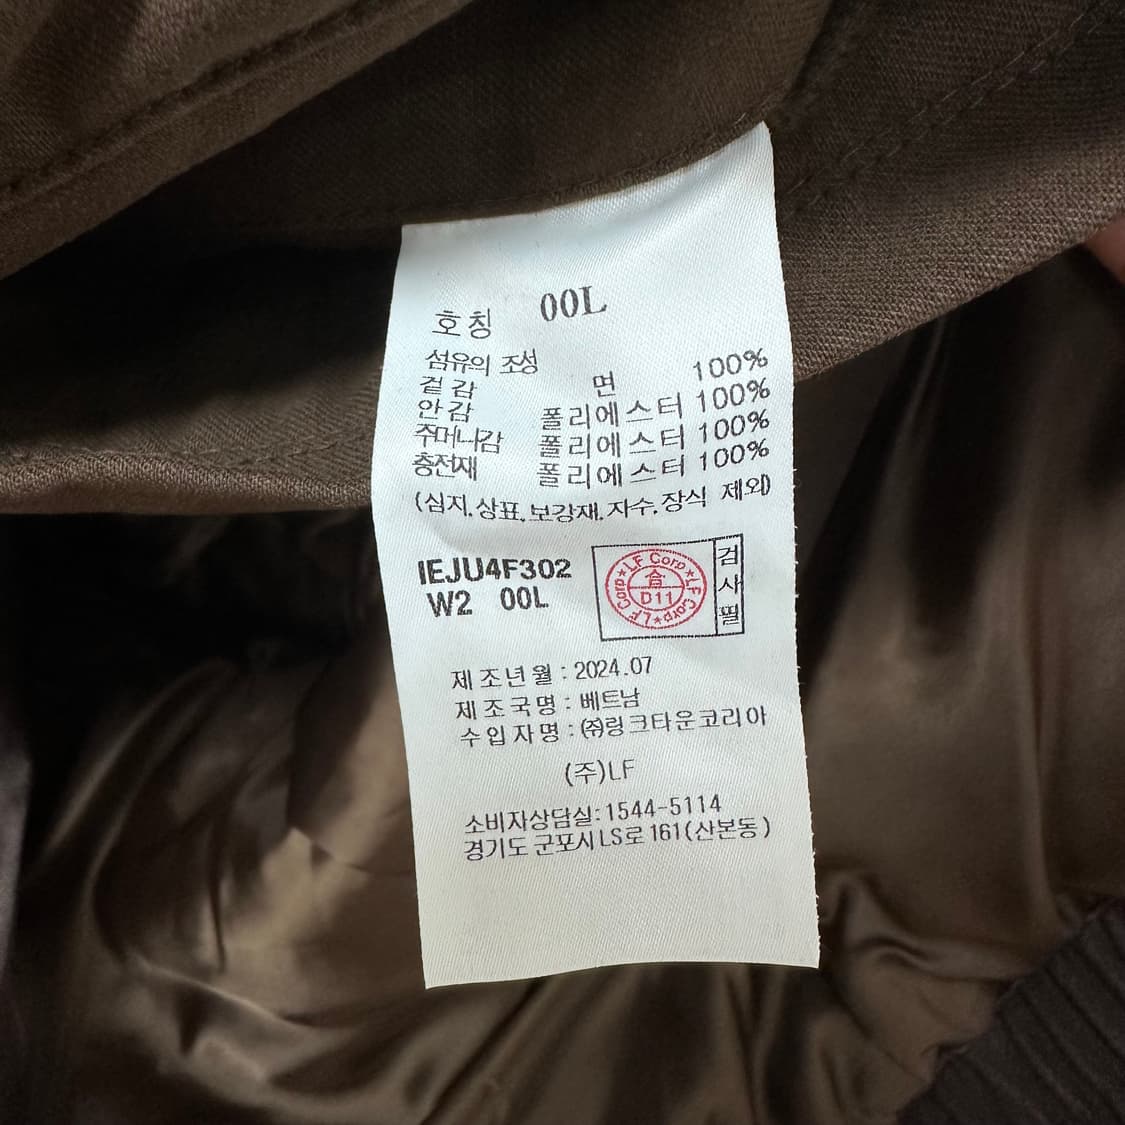 호칭 00L
섬유의 조성
겉감 면 100%
안감 폴리에스터 100%
주머니감 폴리에스터 100%
충전재 폴리에스터 100%
(심지.상표.보강재.자수.장식 제외)
IEJU4F302
W2 00L
LF Corp★LF Corp★LF Corp★
合
D11
검사필
제조년월 : 2024.07
제조국명 : 베트남
수입자명 : ㈜링크타운코리아
(주)LF
소비자상담실:1544-5114
경기도 군포시 LS로 161(산본동)